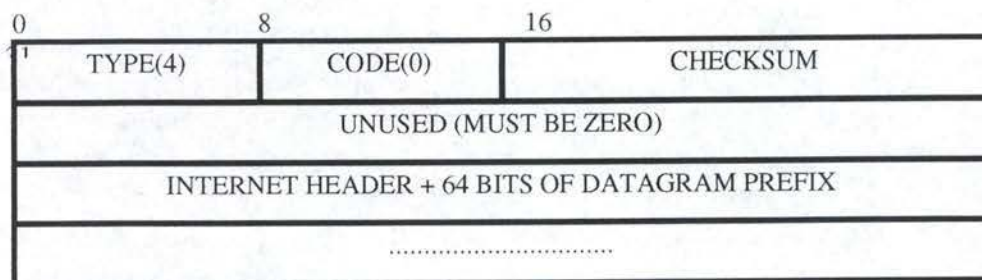 0 8 16
31
TYPE(4) CODE(0) CHECKSUM
UNUSED (MUST BE ZERO)
INTERNET HEADER + 64 BITS OF DATAGRAM PREFIX
................................